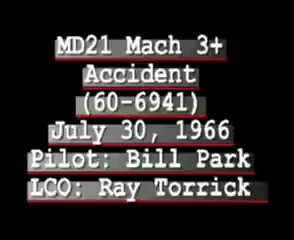 MD21 Mach 3+
Accident
(60-6941)
July 30, 1966
Pilot: Bill Park
LCO: Ray Torrick